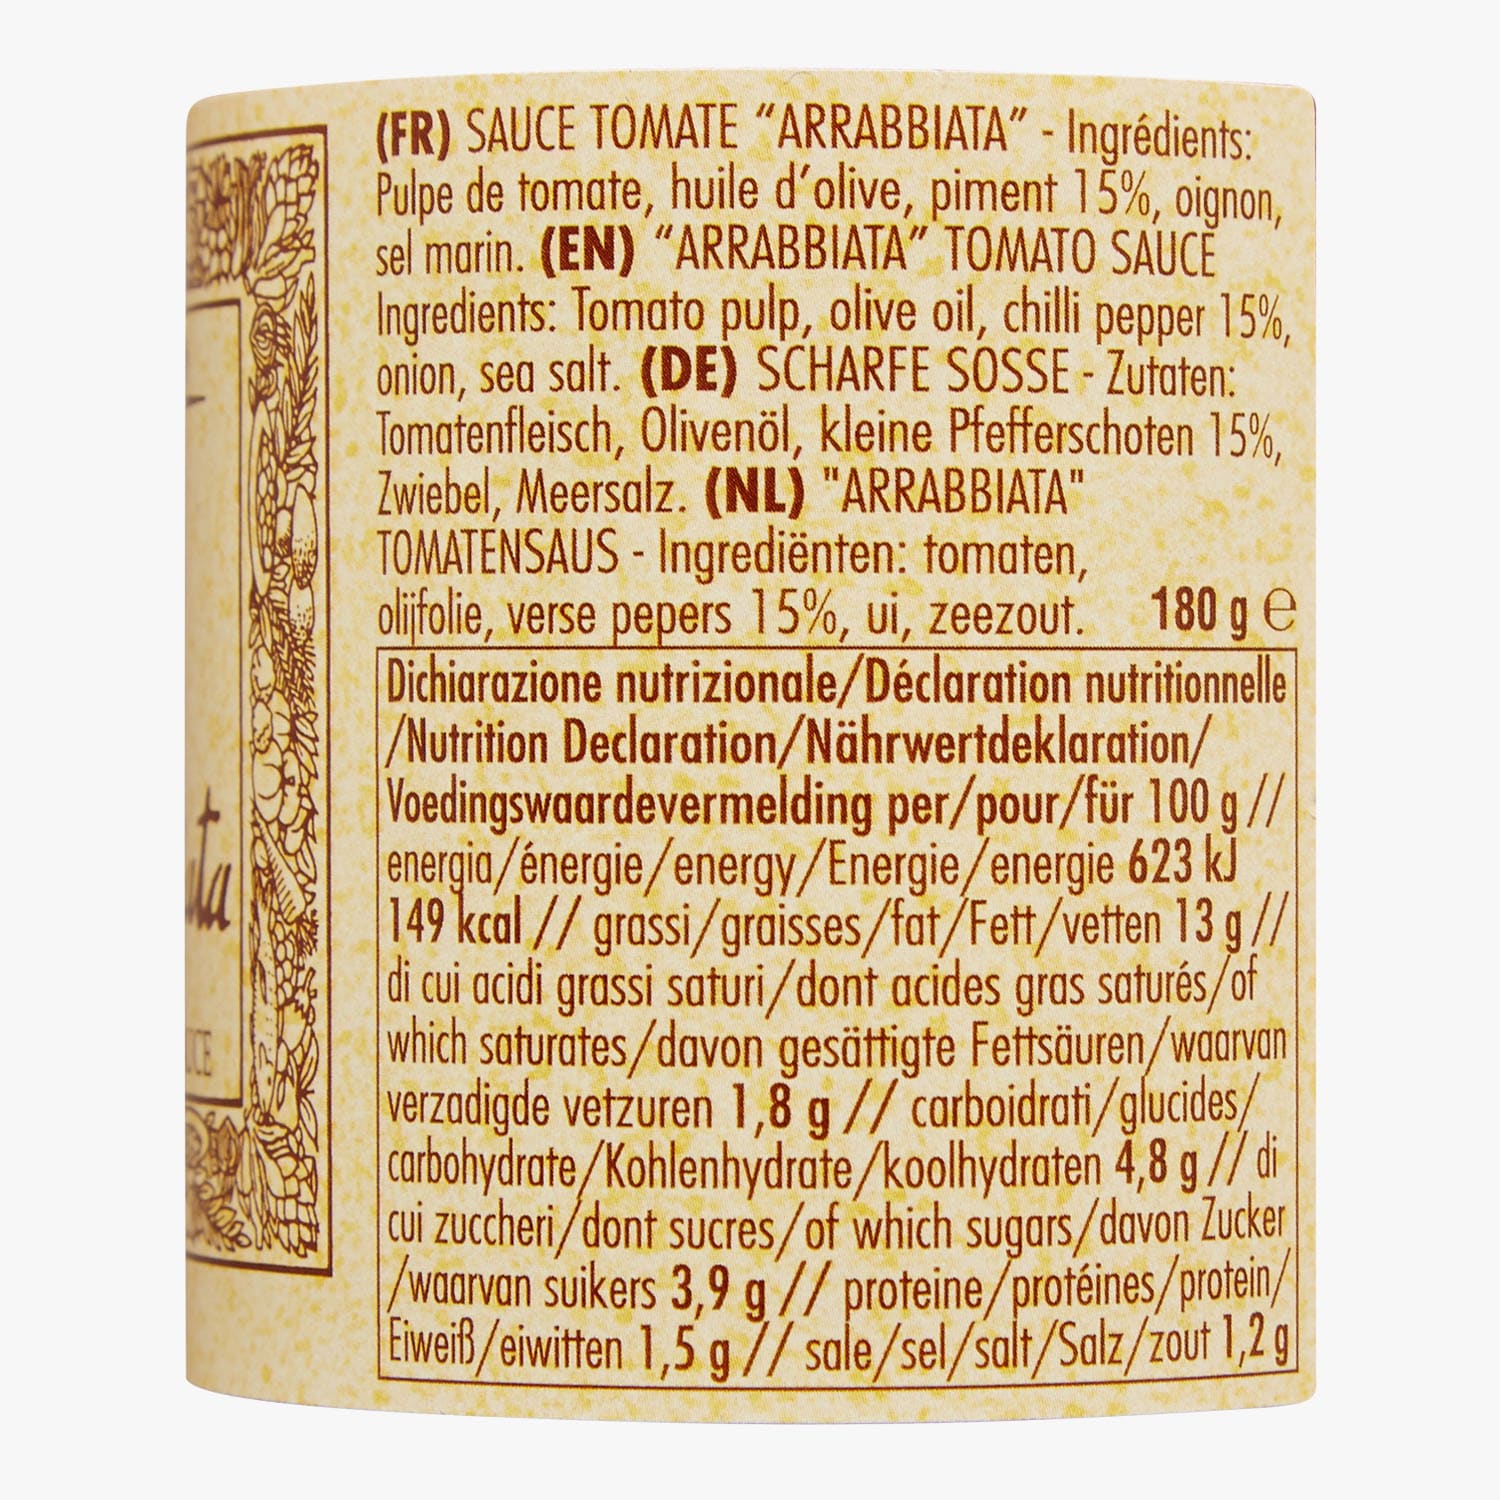 (FR) SAUCE TOMATE “ARRABBIATA” - Ingrédients:
Pulpe de tomate, huile d’olive, piment 15%, oignon,
sel marin. (EN) “ARRABBIATA” TOMATO SAUCE
Ingredients: Tomato pulp, olive oil, chilli pepper 15%,
onion, sea salt. (DE) SCHARFE SOSSE - Zutaten:
Tomatenfleisch, Olivenöl, kleine Pfefferschoten 15%,
Zwiebel, Meersalz. (NL) "ARRABBIATA"
TOMATENSAUS - Ingrediënten: tomaten,
olijfolie, verse pepers 15%, ui, zeezout. 180 g ℮
Dichiarazione nutrizionale/Déclaration nutritionnelle
/Nutrition Declaration/Nährwertdeklaration/
Voedingswaardevermelding per/pour/für 100 g //
energia/énergie/energy/Energie/energie 623 kJ
149 kcal // grassi/graisses/fat/Fett/vetten 13 g //
di cui acidi grassi saturi/dont acides gras saturés/of
which saturates/davon gesättigte Fettsäuren/waarvan
verzadigde vetzuren 1,8 g // carboidrati/glucides/
carbohydrate/Kohlenhydrate/koolhydraten 4,8 g // di
cui zuccheri/dont sucres/of which sugars/davon Zucker
/waarvan suikers 3,9 g // proteine/protéines/protein/
Eiweiß/eiwitten 1,5 g // sale/sel/salt/Salz/zout 1,2 g